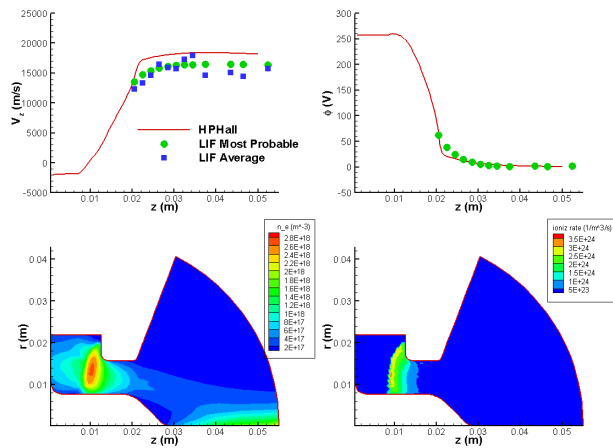 25000
20000
15000
10000
5000
0
-5000
V_z (m/s)
0.01 0.02 0.03 0.04 0.05
z (m)
HPHall
LIF Most Probable
LIF Average
300
250
200
150
100
50
0
-50
ϕ (V)
0.01 0.02 0.03 0.04 0.05
z (m)
n_e (m^-3)
2.8E+18
2.6E+18
2.4E+18
2.2E+18
2E+18
1.8E+18
1.6E+18
1.4E+18
1.2E+18
1E+18
8E+17
6E+17
4E+17
2E+17
0.04
0.03
0.02
0.01
r (m)
0.01 0.02 0.03 0.04 0.05
z (m)
ioniz rate (1/m^3/s)
3.5E+24
3E+24
2.5E+24
2E+24
1.5E+24
1E+24
5E+23
0.04
0.03
0.02
0.01
r (m)
0.01 0.02 0.03 0.04 0.05
z (m)